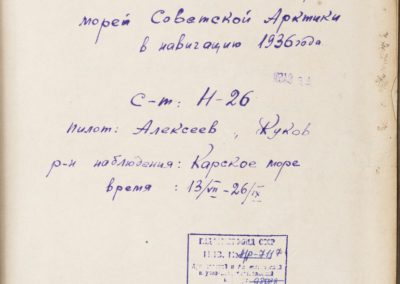 морей Советской Арктики
в навигацию 1936 года.
С-т: Н-26
пилот: Алексеев, Жуков
р-н наблюдения: Карское море
время : 13/VII - 26/IX